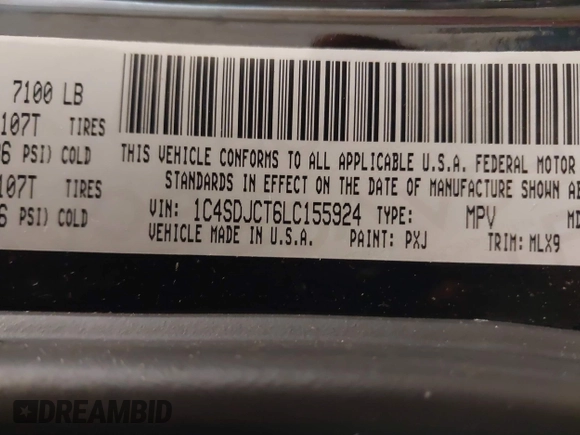 7100 LB
107T TIRES
6 PSI) COLD
107T TIRES
6 PSI) COLD
THIS VEHICLE CONFORMS TO ALL APPLICABLE U.S.A. FEDERAL MOTOR
STANDARDS IN EFFECT ON THE DATE OF MANUFACTURE SHOWN
VIN: 1C4SDJCT6LC155924 TYPE: MPV MD
VEHICLE MADE IN U.S.A. PAINT: PXJ TRIM: MLX9
DREAMBID